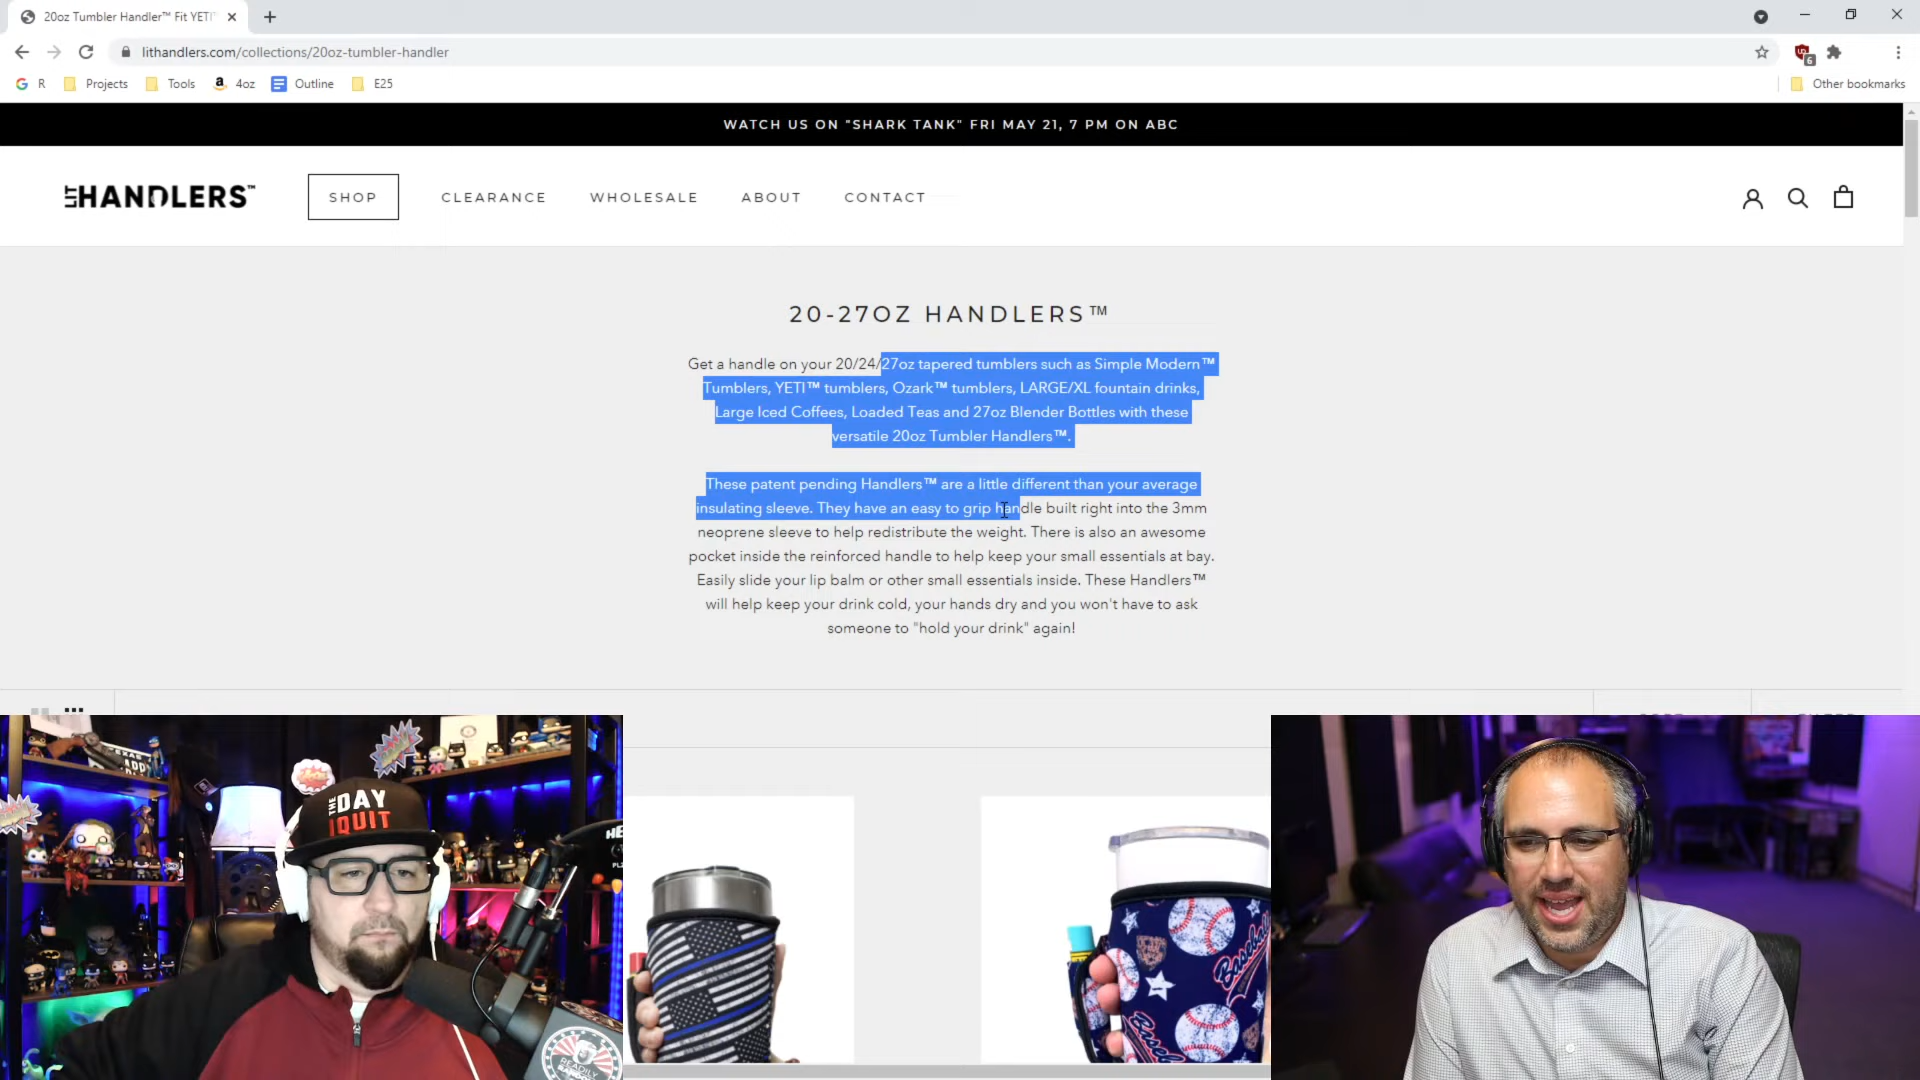 20oz Tumbler Handler™ Fit YETI™
lithandlers.com/collections/20oz-tumbler-handler
6
R Projects Tools 4oz Outline E25 Other bookmarks
WATCH US ON "SHARK TANK" FRI MAY 21, 7 PM ON ABC
LIT HANDLERS™ SHOP CLEARANCE WHOLESALE ABOUT CONTACT
20-27OZ HANDLERS™
Get a handle on your 20/24/27oz tapered tumblers such as Simple Modern™
Tumblers, YETI™ tumblers, Ozark™ tumblers, LARGE/XL fountain drinks,
Large Iced Coffees, Loaded Teas and 27oz Blender Bottles with these
versatile 20oz Tumbler Handlers™.
These patent pending Handlers™ are a little different than your average
insulating sleeve. They have an easy to grip handle built right into the 3mm
neoprene sleeve to help redistribute the weight. There is also an awesome
pocket inside the reinforced handle to help keep your small essentials at bay.
Easily slide your lip balm or other small essentials inside. These Handlers™
will help keep your drink cold, your hands dry and you won't have to ask
someone to "hold your drink" again!
THE DAY
I QUIT
Baseball
READILY